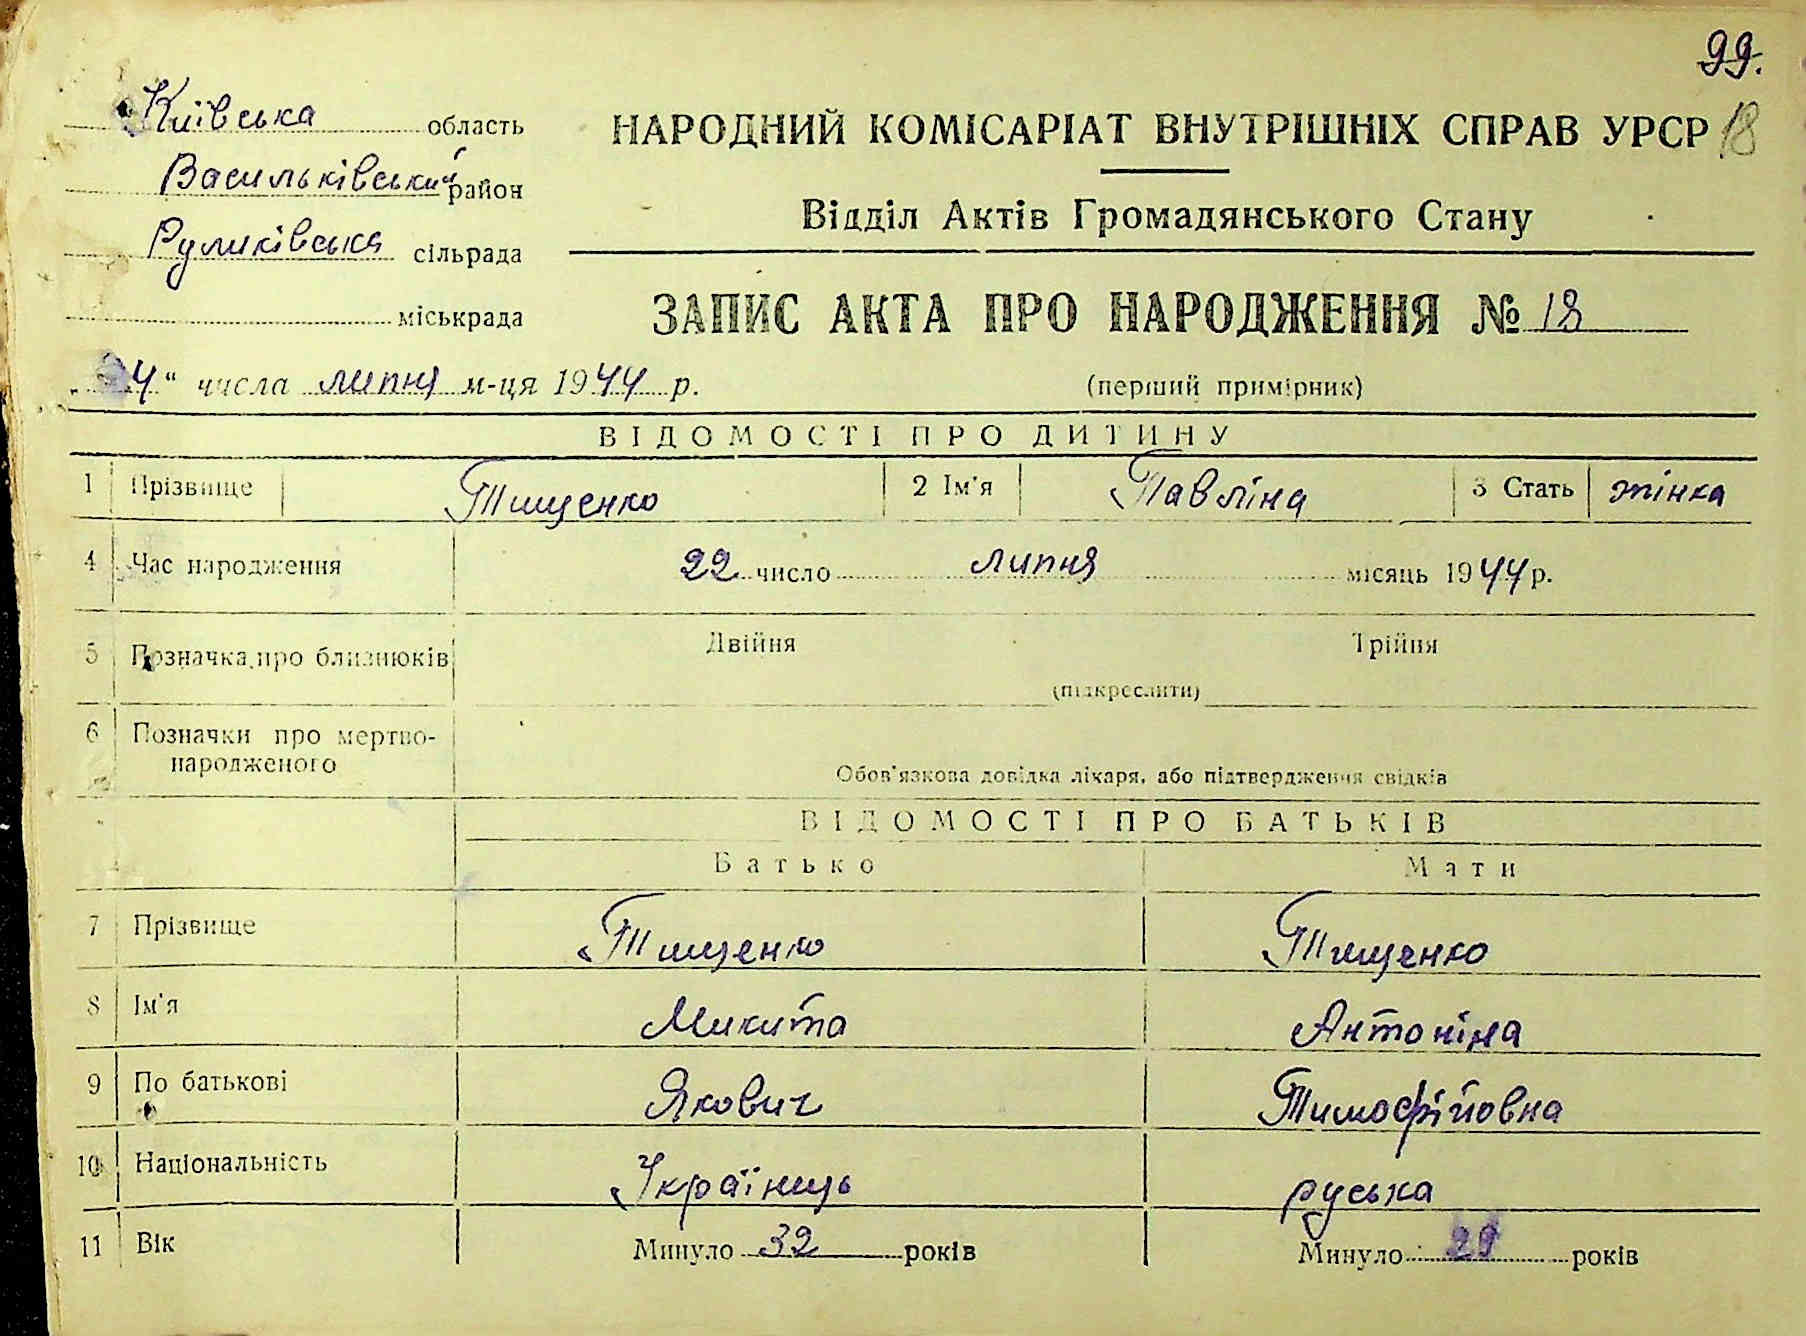 99.
Київська область
Васильківський район
Руликівська сільрада
міськрада
НАРОДНИЙ КОМІСАРІАТ ВНУТРІШНІХ СПРАВ УРСР 18
Відділ Актів Громадянського Стану
ЗАПИС АКТА ПРО НАРОДЖЕННЯ № 18
(перший примірник)
числа липня м-ця 1944 р.
ВІДОМОСТІ ПРО ДИТИНУ
1 Прізвище Тищенко 2 Ім'я Павліна 3 Стать жінка
4 Час народження 22 число липня місяць 1944 р.
5 Позначка про близнюків Двійня Трійня
(підкреслити)
6 Позначки про мертво-
народженого
Обов'язкова довідка лікаря, або підтвердження свідків
ВІДОМОСТІ ПРО БАТЬКІВ
Батько Мати
7 Прізвище Тищенко Тищенко
8 Ім'я Микита Антоніна
9 По батькові Якович Тимофійовна
10 Національність Українець руська
11 Вік Минуло 32 років Минуло років